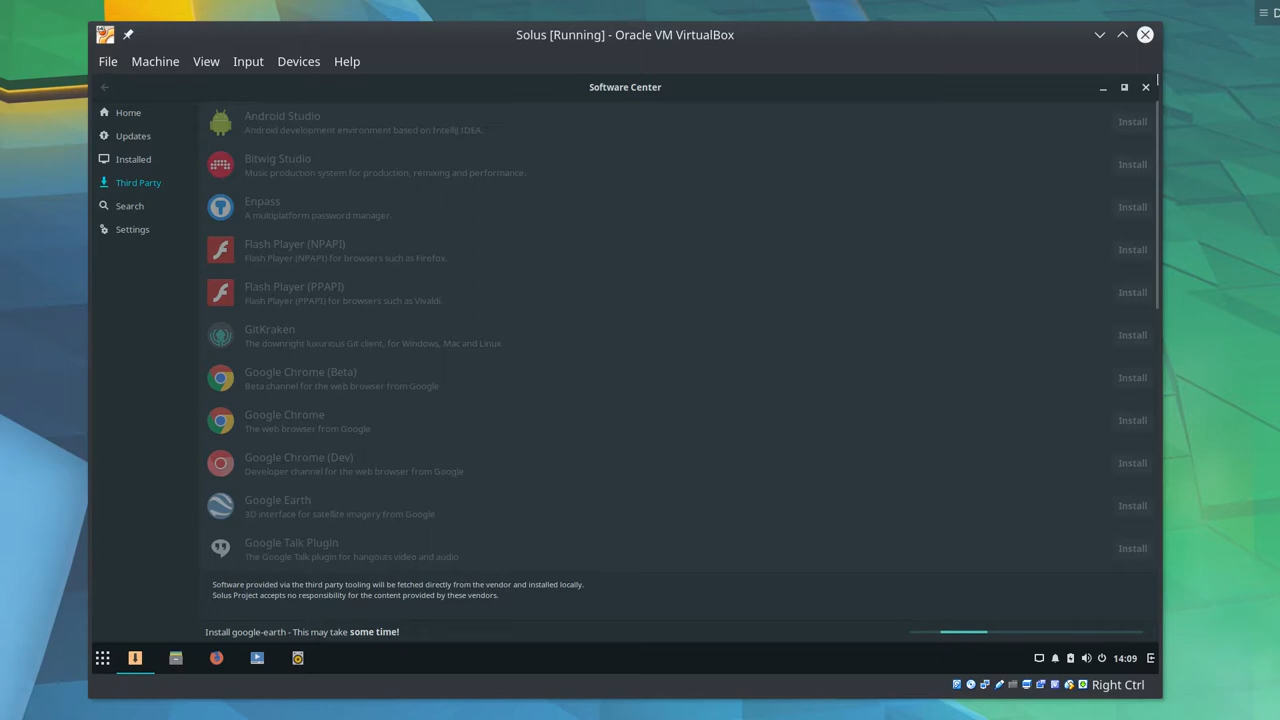 Solus [Running] - Oracle VM VirtualBox
File Machine View Input Devices Help
Software Center
Home
Updates
Installed
Third Party
Search
Settings
Android Studio
Android development environment based on IntelliJ IDEA.
Install
Bitwig Studio
Music production system for production, remixing and performance.
Install
Enpass
A multiplatform password manager.
Install
Flash Player (NPAPI)
Flash Player (NPAPI) for browsers such as Firefox.
Install
Flash Player (PPAPI)
Flash Player (PPAPI) for browsers such as Vivaldi.
Install
GitKraken
The downright luxurious Git client, for Windows, Mac and Linux
Install
Google Chrome (Beta)
Beta channel for the web browser from Google
Install
Google Chrome
The web browser from Google
Install
Google Chrome (Dev)
Developer channel for the web browser from Google
Install
Google Earth
3D interface for satellite imagery from Google
Install
Google Talk Plugin
The Google Talk plugin for hangouts video and audio
Install
Software provided via the third party tooling will be fetched directly from the vendor and installed locally.
Solus Project accepts no responsibility for the content provided by these vendors.
Install google-earth - This may take some time!
14:09
Right Ctrl